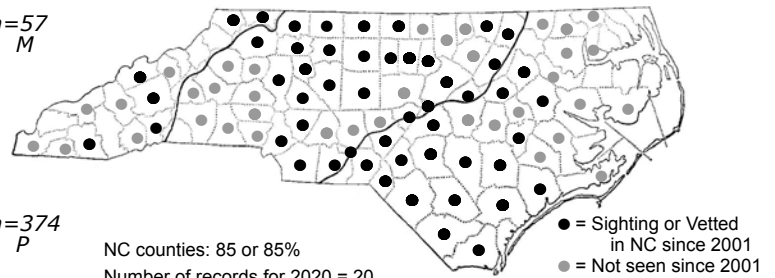 n=57
M
n=374
P
NC counties: 85 or 85%
Number of records for 2020 = 20
= Sighting or Vetted
in NC since 2001
= Not seen since 2001